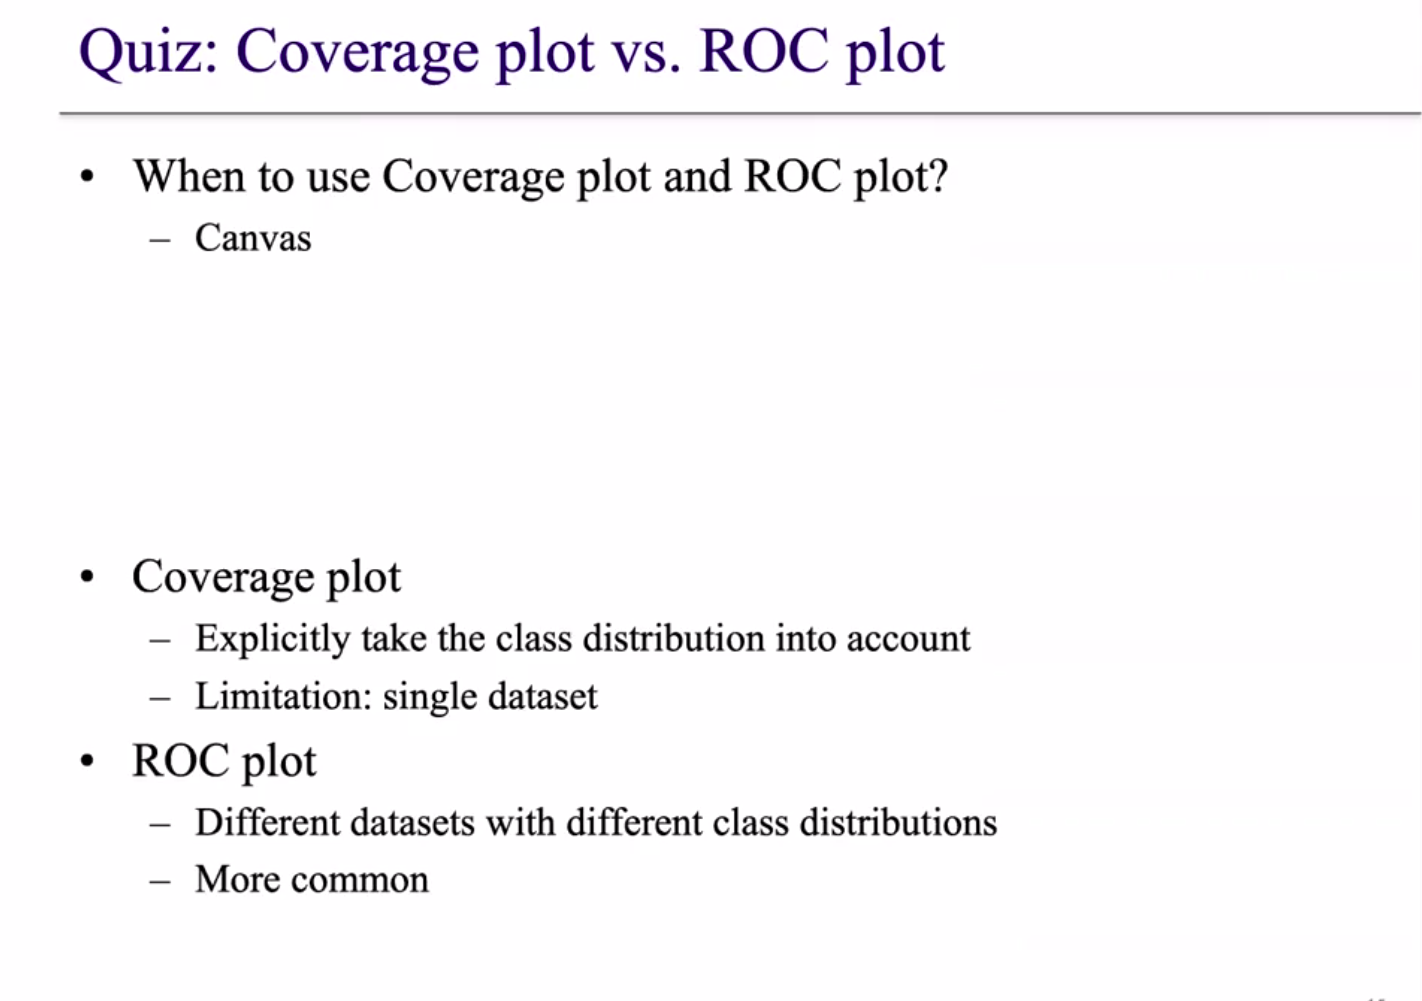 Quiz: Coverage plot vs. ROC plot
• When to use Coverage plot and ROC plot?
– Canvas
• Coverage plot
– Explicitly take the class distribution into account
– Limitation: single dataset
• ROC plot
– Different datasets with different class distributions
– More common